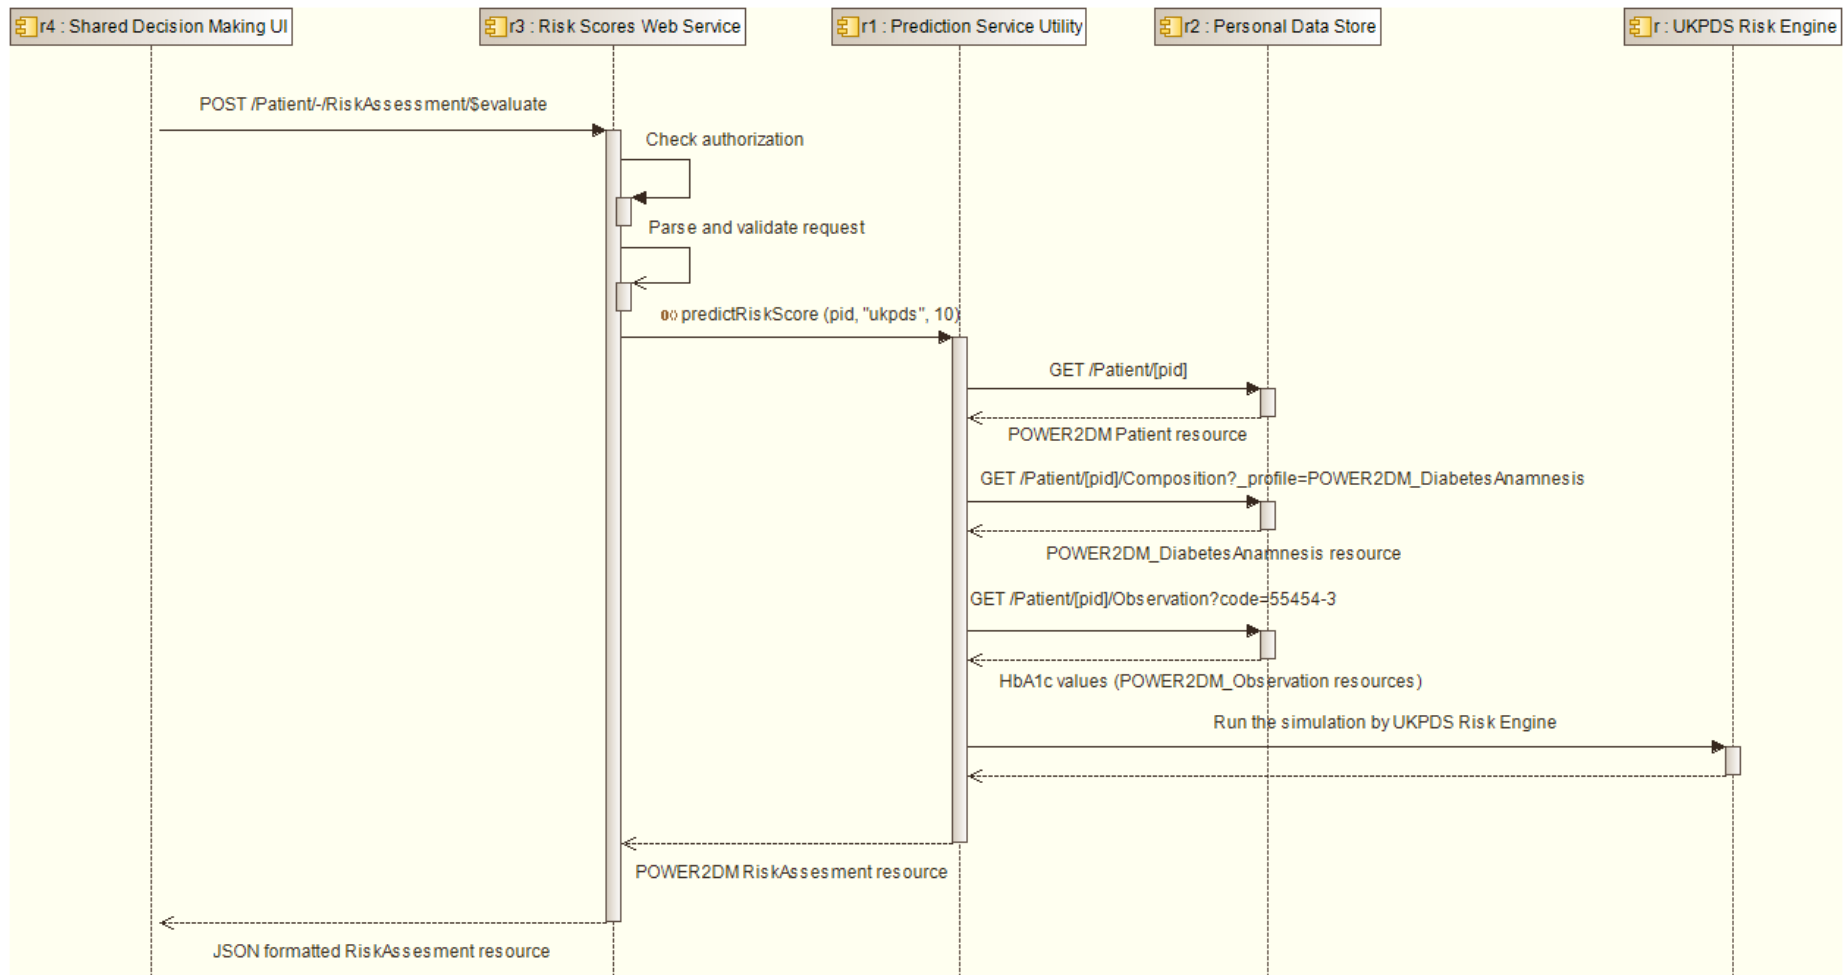 r4 : Shared Decision Making UI
r3 : Risk Scores Web Service
r1 : Prediction Service Utility
r2 : Personal Data Store
r : UKPDS Risk Engine
POST /Patient/-/RiskAssessment/$evaluate
Check authorization
Parse and validate request
predictRiskScore (pid, "ukpds", 10)
GET /Patient/[pid]
POWER2DM Patient resource
GET /Patient/[pid]/Composition?_profile=POWER2DM_DiabetesAnamnesis
POWER2DM_DiabetesAnamnesis resource
GET /Patient/[pid]/Observation?code=55454-3
HbA1c values (POWER2DM_Observation resources)
Run the simulation by UKPDS Risk Engine
POWER2DM RiskAssesment resource
JSON formatted RiskAssesment resource